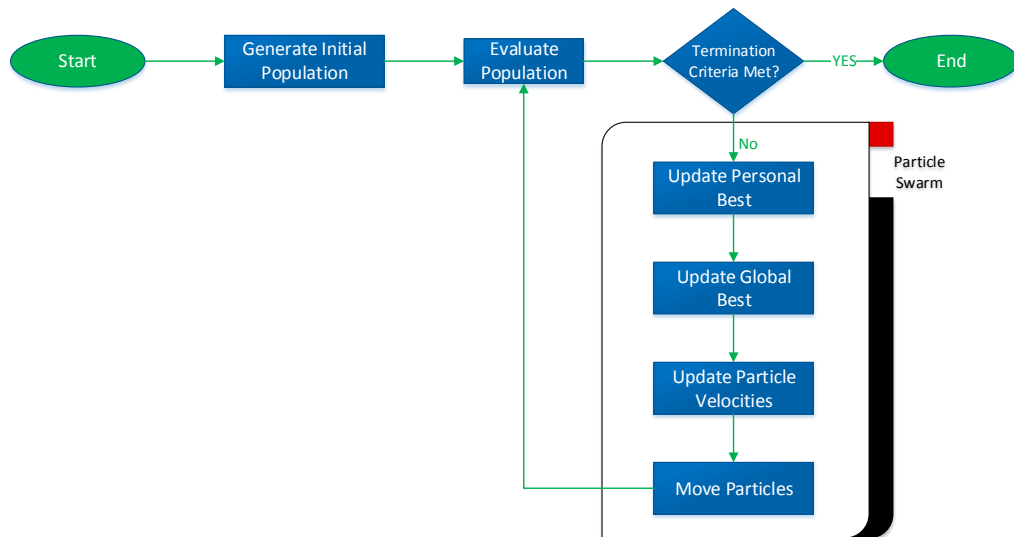 Start
Generate Initial
Population
Evaluate
Population
Termination
Criteria Met?
YES
End
No
Particle
Swarm
Update Personal
Best
Update Global
Best
Update Particle
Velocities
Move Particles